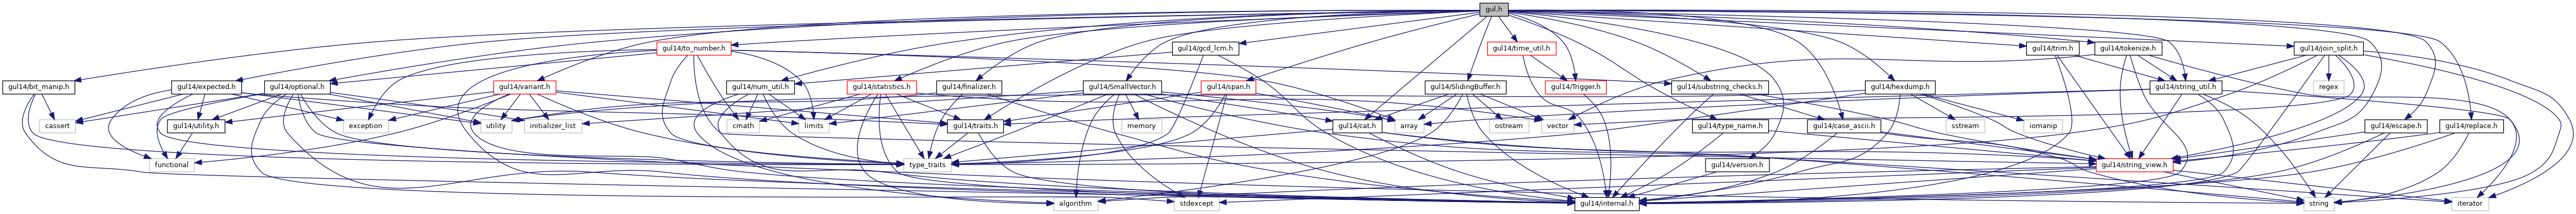 gul.h
gul14/to_number.h
gul14/gcd_lcm.h
gul14/time_util.h
gul14/trim.h
gul14/tokenize.h
gul14/join_split.h
gul14/bit_manip.h
gul14/expected.h
gul14/optional.h
gul14/variant.h
gul14/num_util.h
gul14/statistics.h
gul14/finalizer.h
gul14/SmallVector.h
gul14/span.h
gul14/SlidingBuffer.h
gul14/Trigger.h
gul14/substring_checks.h
gul14/hexdump.h
gul14/string_util.h
regex
cassert
gul14/utility.h
exception
utility
initializer_list
cmath
limits
gul14/traits.h
memory
gul14/cat.h
array
ostream
vector
gul14/type_name.h
gul14/case_ascii.h
sstream
iomanip
gul14/escape.h
gul14/replace.h
functional
type_traits
gul14/version.h
gul14/string_view.h
algorithm
stdexcept
gul14/internal.h
string
iterator